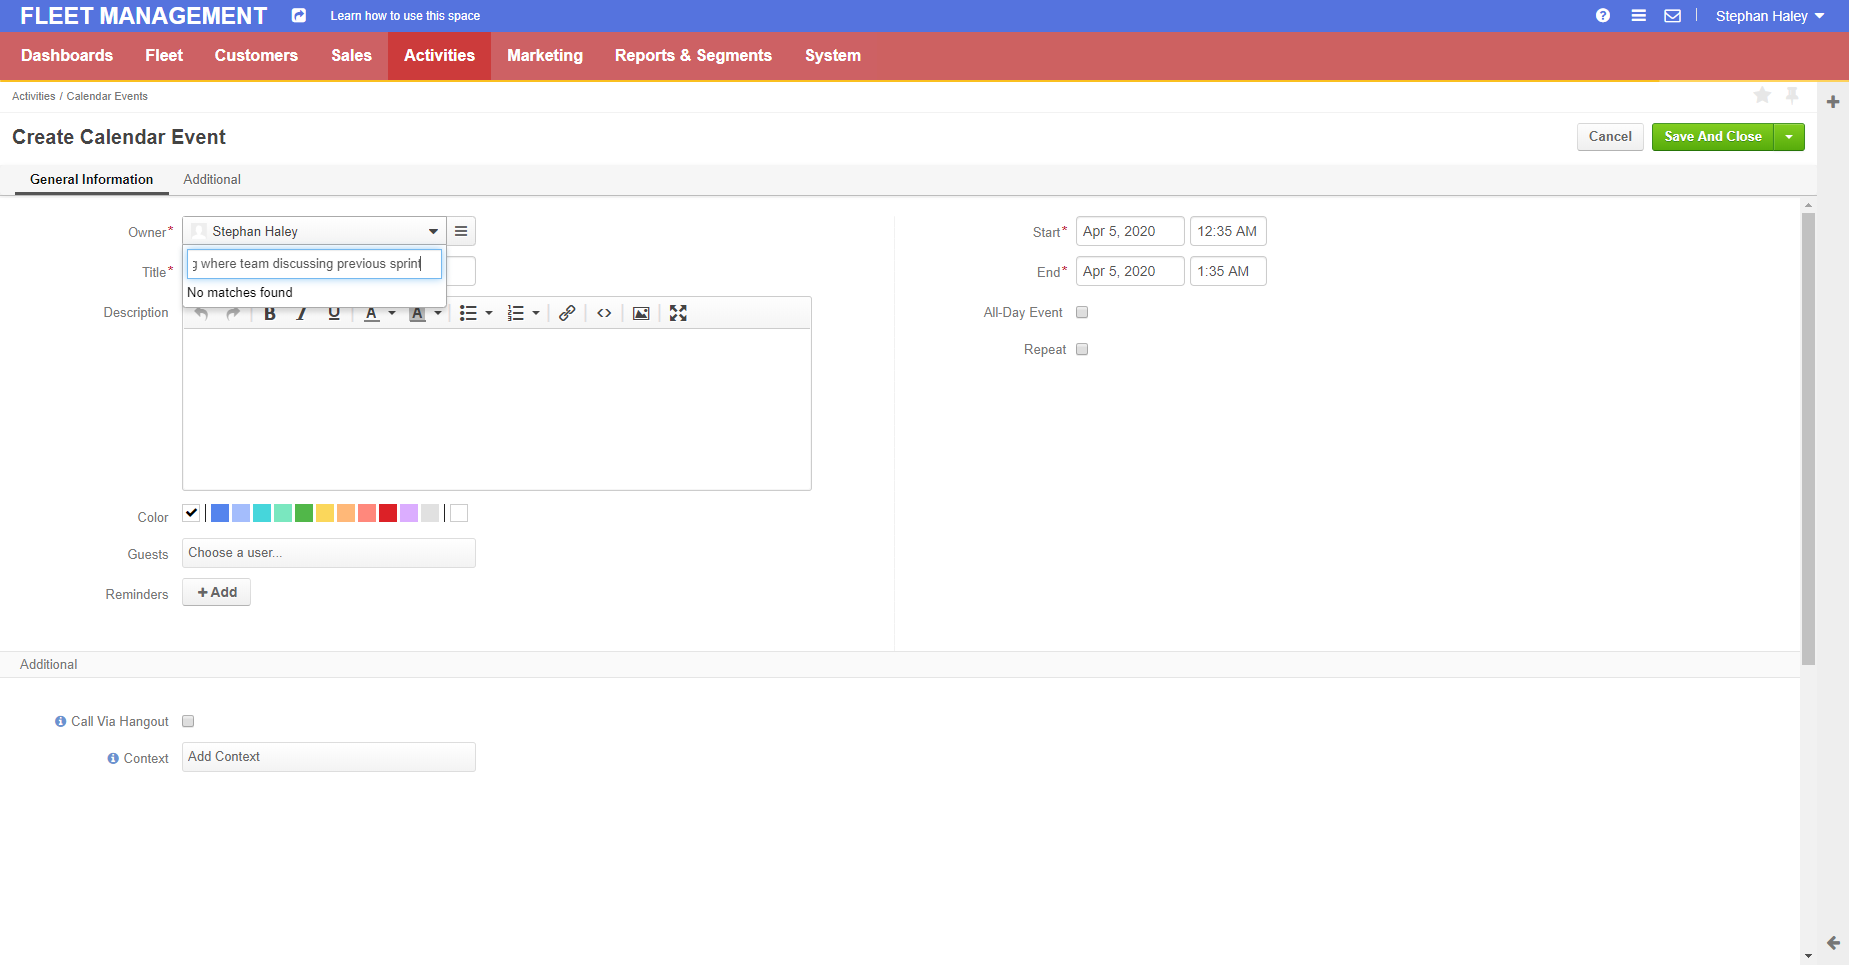 FLEET MANAGEMENT Learn how to use this space Stephan Haley
Dashboards Fleet Customers Sales Activities Marketing Reports & Segments System
Activities / Calendar Events
Create Calendar Event Cancel Save And Close
General Information Additional
Owner* Stephan Haley Start* Apr 5, 2020 12:35 AM
where team discussing previous sprint
Title* End* Apr 5, 2020 1:35 AM
No matches found
Description B I U A A All-Day Event
Repeat
Color
Guests Choose a user...
Reminders + Add
Additional
Call Via Hangout
Context Add Context